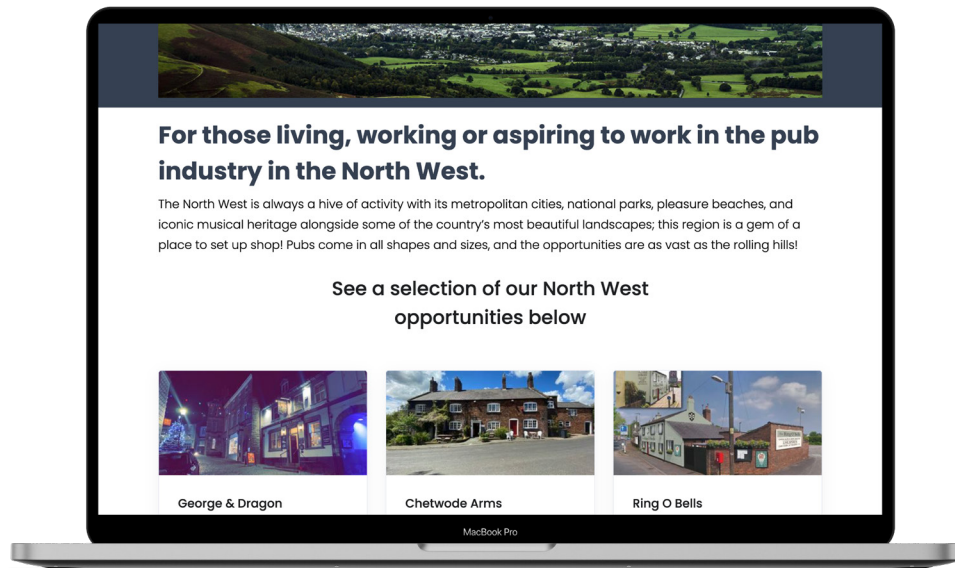 For those living, working or aspiring to work in the pub
industry in the North West.
The North West is always a hive of activity with its metropolitan cities, national parks, pleasure beaches, and
iconic musical heritage alongside some of the country's most beautiful landscapes; this region is a gem of a
place to set up shop! Pubs come in all shapes and sizes, and the opportunities are as vast as the rolling hills!
See a selection of our North West
opportunities below
George & Dragon
Chetwode Arms
Ring O Bells
MacBook Pro